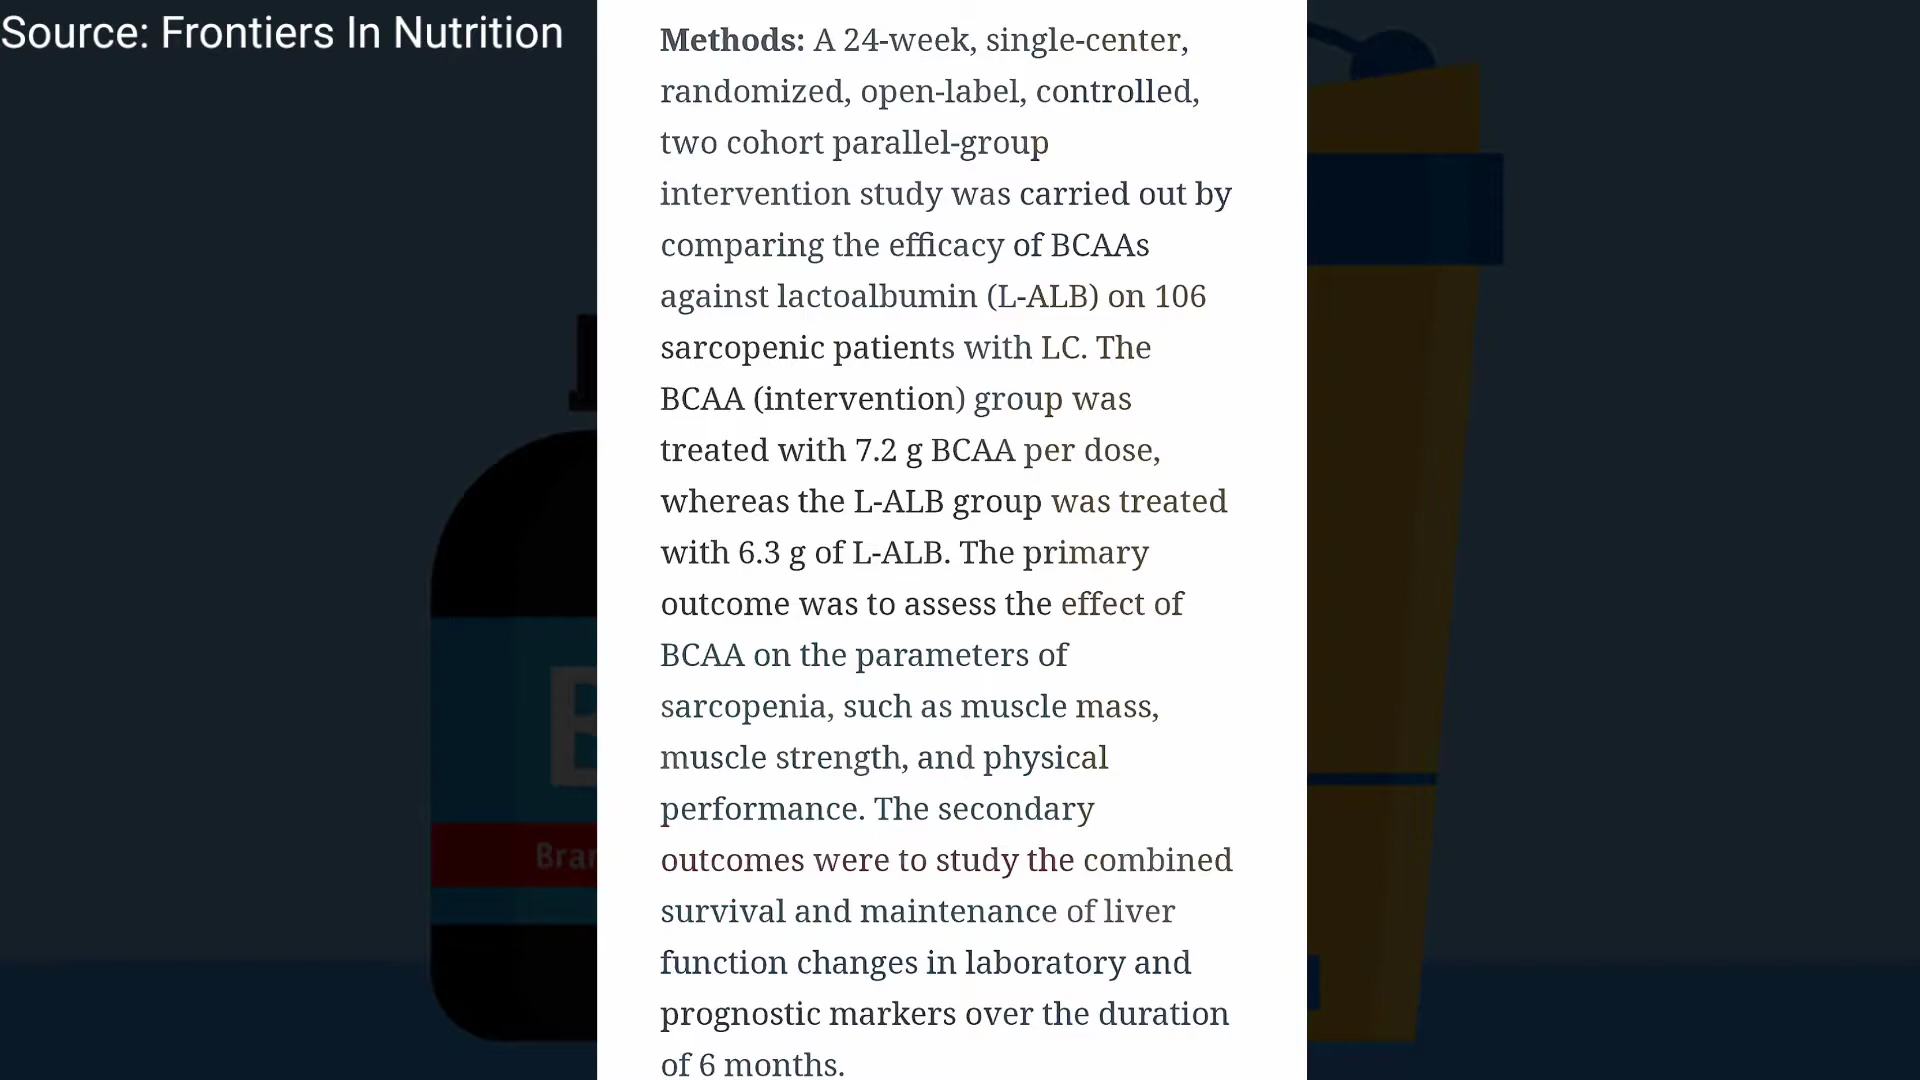 Source: Frontiers In Nutrition
Methods: A 24-week, single-center,
randomized, open-label, controlled,
two cohort parallel-group
intervention study was carried out by
comparing the efficacy of BCAAs
against lactoalbumin (L-ALB) on 106
sarcopenic patients with LC. The
BCAA (intervention) group was
treated with 7.2 g BCAA per dose,
whereas the L-ALB group was treated
with 6.3 g of L-ALB. The primary
outcome was to assess the effect of
BCAA on the parameters of
sarcopenia, such as muscle mass,
muscle strength, and physical
performance. The secondary
outcomes were to study the combined
survival and maintenance of liver
function changes in laboratory and
prognostic markers over the duration
of 6 months.